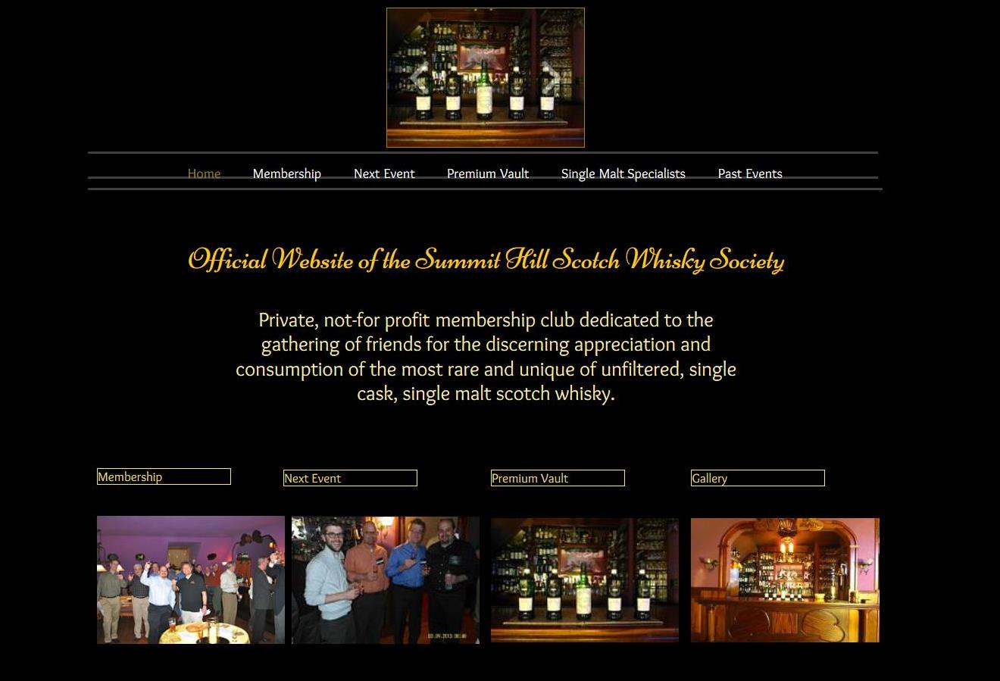 Home Membership Next Event Premium Vault Single Malt Specialists Past Events
Official Website of the Summit Hill Scotch Whisky Society
Private, not-for profit membership club dedicated to the
gathering of friends for the discerning appreciation and
consumption of the most rare and unique of unfiltered, single
cask, single malt scotch whisky.
Membership Next Event Premium Vault Gallery